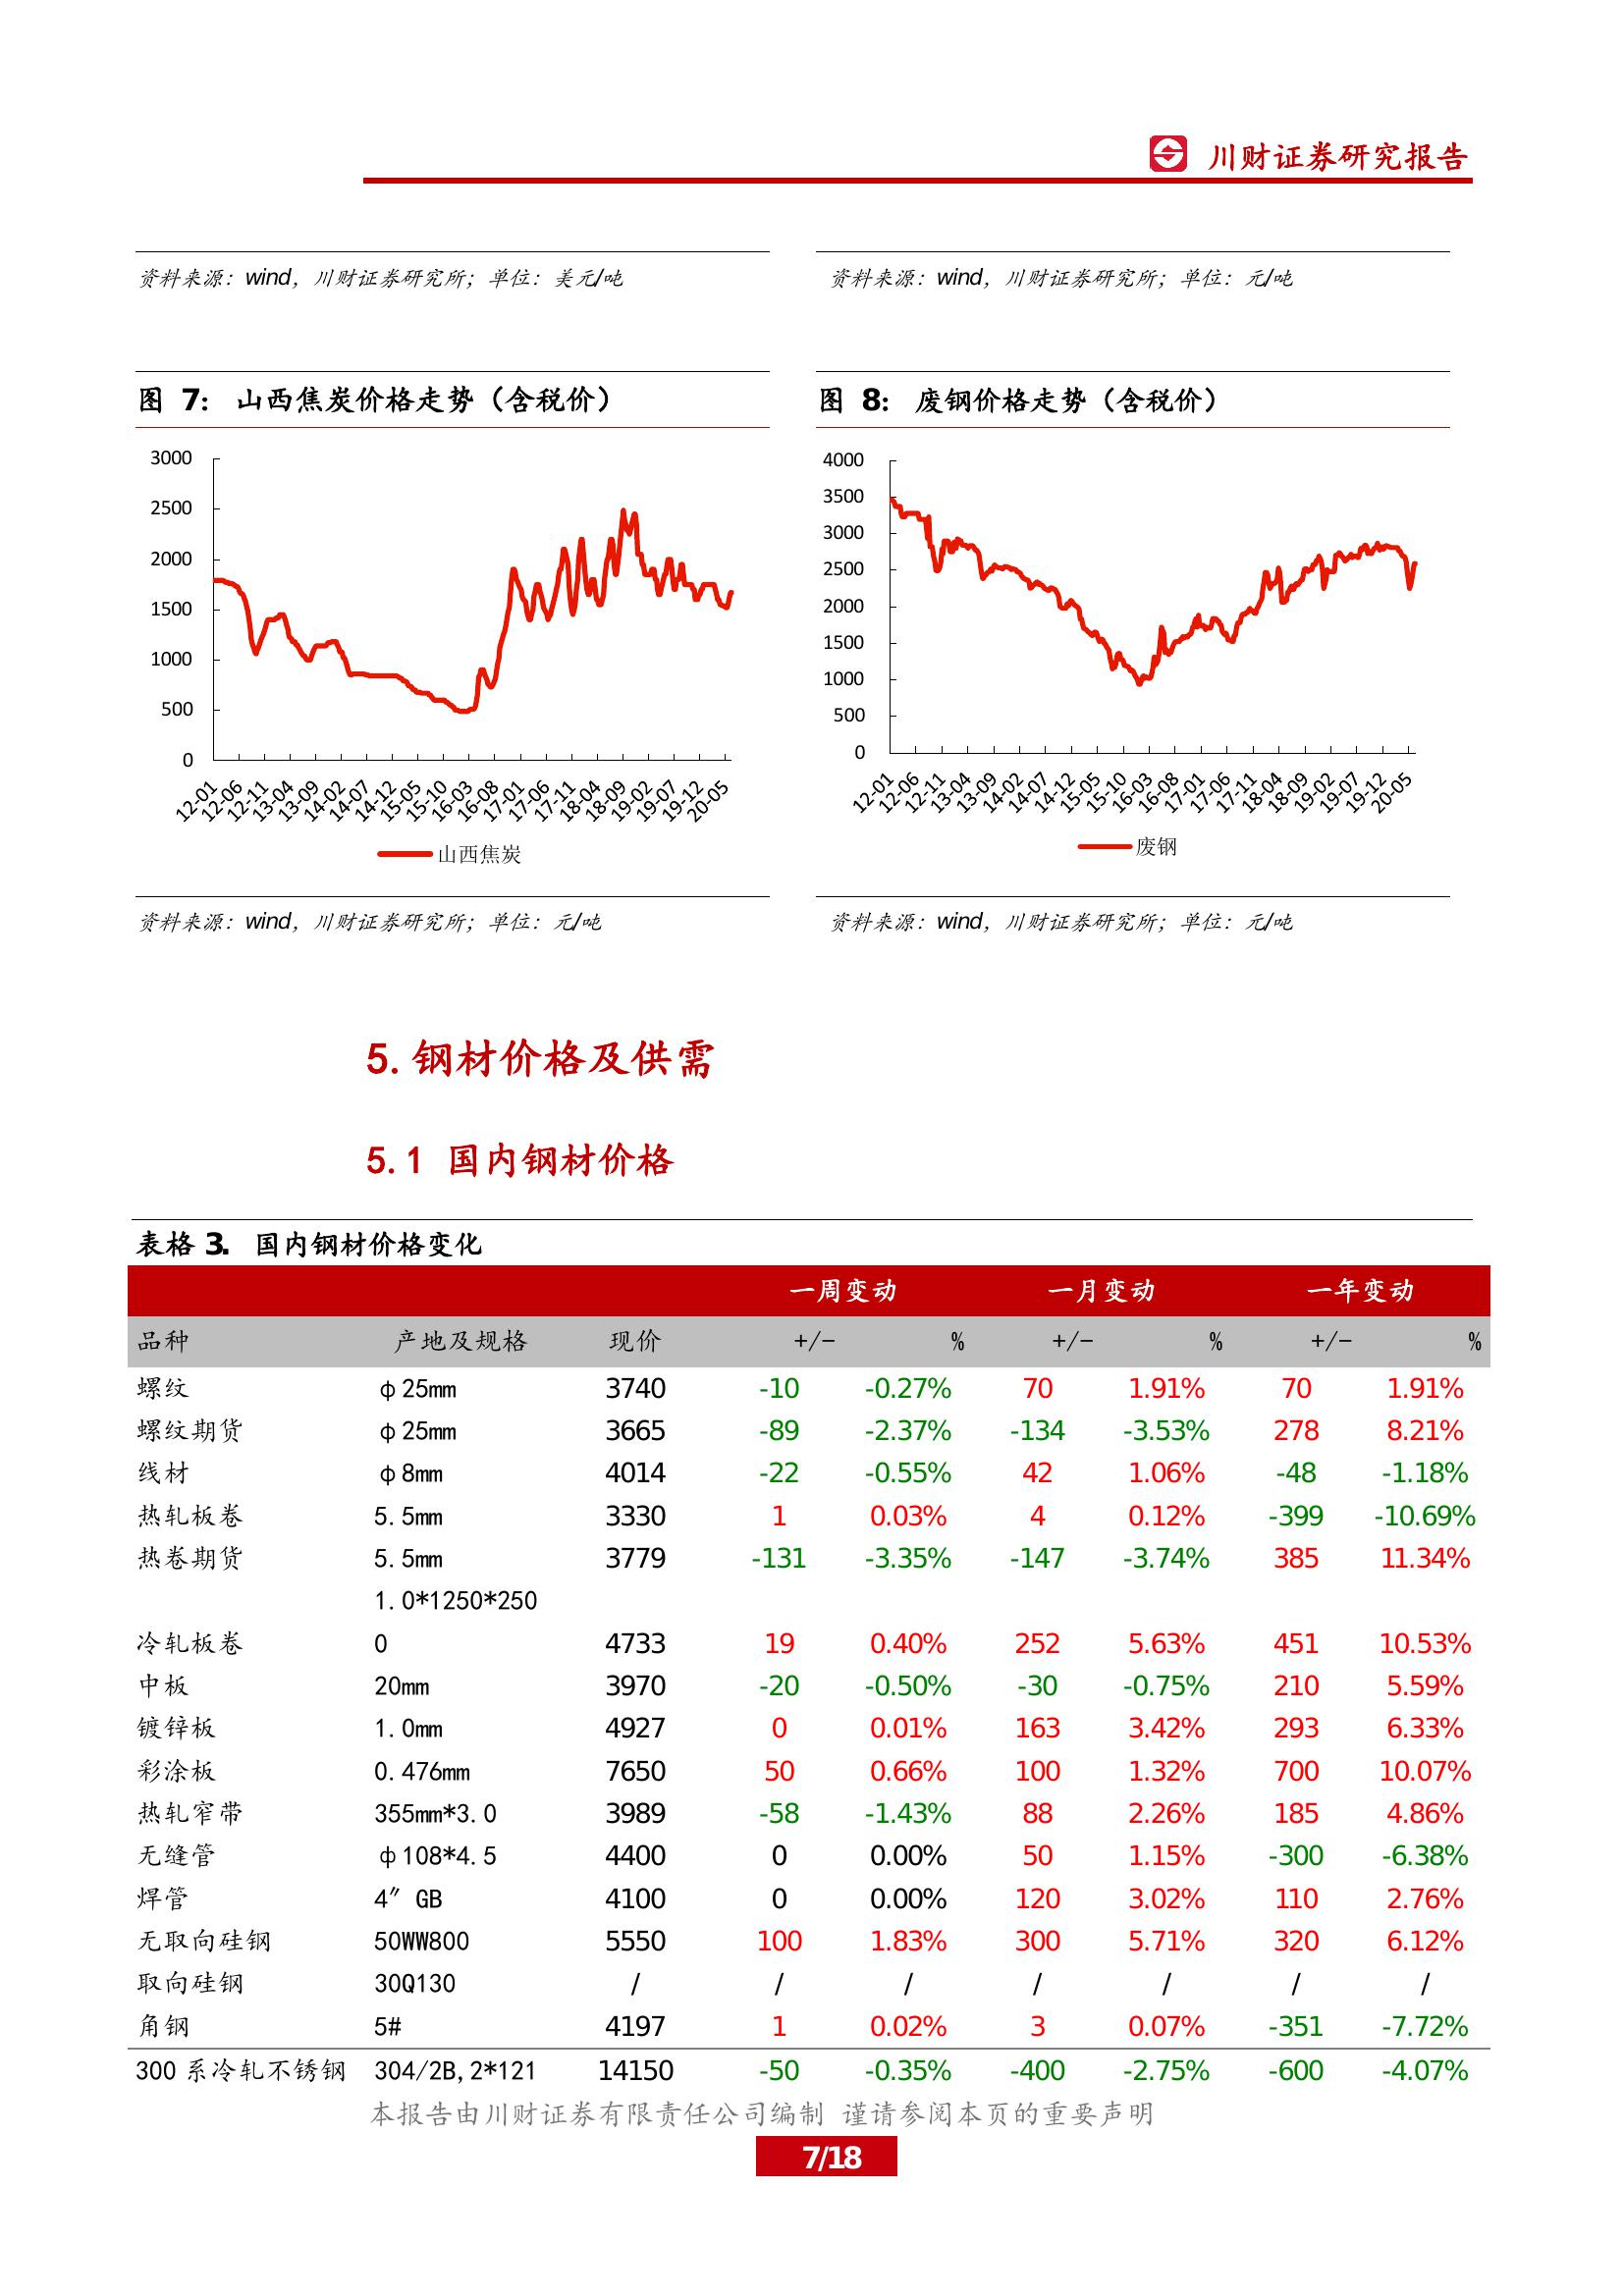 川财证券研究报告
资料来源：wind，川财证券研究所；单位：美元/吨
资料来源：wind，川财证券研究所；单位：元/吨
图 7： 山西焦炭价格走势（含税价）
3000
2500
2000
1500
1000
500
0
12-01 12-06 12-11 13-04 13-09 14-02 14-07 14-12 15-05 15-10 16-03 16-08 17-01 17-06 17-11 18-04 18-09 19-02 19-07 19-12 20-05
山西焦炭
图 8： 废钢价格走势（含税价）
4000
3500
3000
2500
2000
1500
1000
500
0
12-01 12-06 12-11 13-04 13-09 14-02 14-07 14-12 15-05 15-10 16-03 16-08 17-01 17-06 17-11 18-04 18-09 19-02 19-07 19-12 20-05
废钢
资料来源：wind，川财证券研究所；单位：元/吨
资料来源：wind，川财证券研究所；单位：元/吨
5.钢材价格及供需
5.1 国内钢材价格
表格 3. 国内钢材价格变化
一周变动 一月变动 一年变动
品种 产地及规格 现价 +/- % +/- % +/- %
螺纹 φ25mm 3740 -10 -0.27% 70 1.91% 70 1.91%
螺纹期货 φ25mm 3665 -89 -2.37% -134 -3.53% 278 8.21%
线材 φ8mm 4014 -22 -0.55% 42 1.06% -48 -1.18%
热轧板卷 5.5mm 3330 1 0.03% 4 0.12% -399 -10.69%
热卷期货 5.5mm 3779 -131 -3.35% -147 -3.74% 385 11.34%
1.0*1250*250
冷轧板卷 0 4733 19 0.40% 252 5.63% 451 10.53%
中板 20mm 3970 -20 -0.50% -30 -0.75% 210 5.59%
镀锌板 1.0mm 4927 0 0.01% 163 3.42% 293 6.33%
彩涂板 0.476mm 7650 50 0.66% 100 1.32% 700 10.07%
热轧窄带 355mm*3.0 3989 -58 -1.43% 88 2.26% 185 4.86%
无缝管 φ108*4.5 4400 0 0.00% 50 1.15% -300 -6.38%
焊管 4″ GB 4100 0 0.00% 120 3.02% 110 2.76%
无取向硅钢 50WW800 5550 100 1.83% 300 5.71% 320 6.12%
取向硅钢 30Q130 / / / / / / /
角钢 5# 4197 1 0.02% 3 0.07% -351 -7.72%
300 系冷轧不锈钢 304/2B,2*121 14150 -50 -0.35% -400 -2.75% -600 -4.07%
本报告由川财证券有限责任公司编制 谨请参阅本页的重要声明
7/18